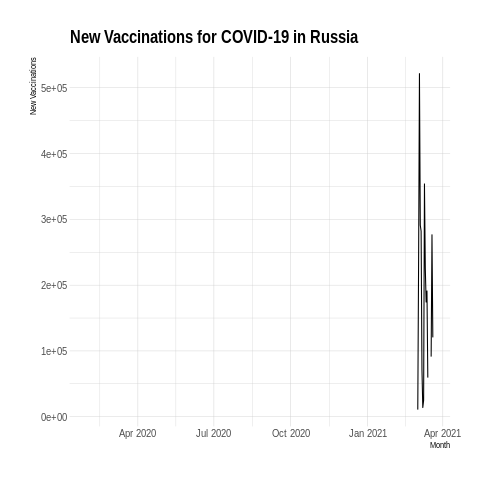 New Vaccinations for COVID-19 in Russia
New Vaccinations
5e+05
4e+05
3e+05
2e+05
1e+05
0e+00
Apr 2020 Jul 2020 Oct 2020 Jan 2021 Apr 2021
Month